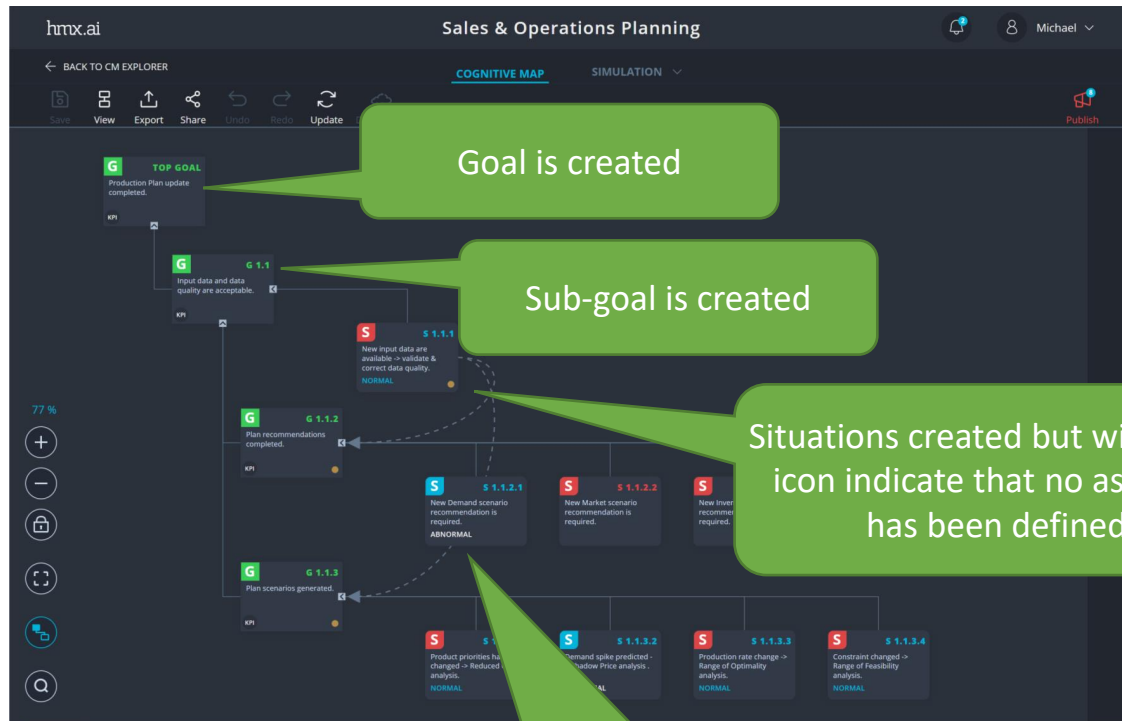 hmx.ai
Sales & Operations Planning
2
Michael
← BACK TO CM EXPLORER
COGNITIVE MAP
SIMULATION
Save
View
Export
Share
Undo
Redo
Update
Publish
Goal is created
G
TOP GOAL
Production Plan update
completed.
KPI
Sub-goal is created
G
G 1.1
Input data and data
quality are acceptable.
KPI
S
S 1.1.1
New input data are
available -> validate &
correct data quality.
NORMAL
Situations created but wi
icon indicate that no as
has been defined
77 %
G
G 1.1.2
Plan recommendations
completed.
KPI
S
S 1.1.2.1
New Demand scenario
recommendation is
required.
ABNORMAL
S
S 1.1.2.2
New Market scenario
recommendation is
required.
S
New Inver
recommen
required.
G
G 1.1.3
Plan scenarios generated.
KPI
S
S 1
Product priorities ha
changed -> Reduced
analysis.
NORMAL
S
S 1.1.3.2
Demand spike predicted -
hadow Price analysis .
AL
S
S 1.1.3.3
Production rate change ->
Range of Optimality
analysis.
NORMAL
S
S 1.1.3.4
Constraint changed ->
Range of Feasibility
analysis.
NORMAL